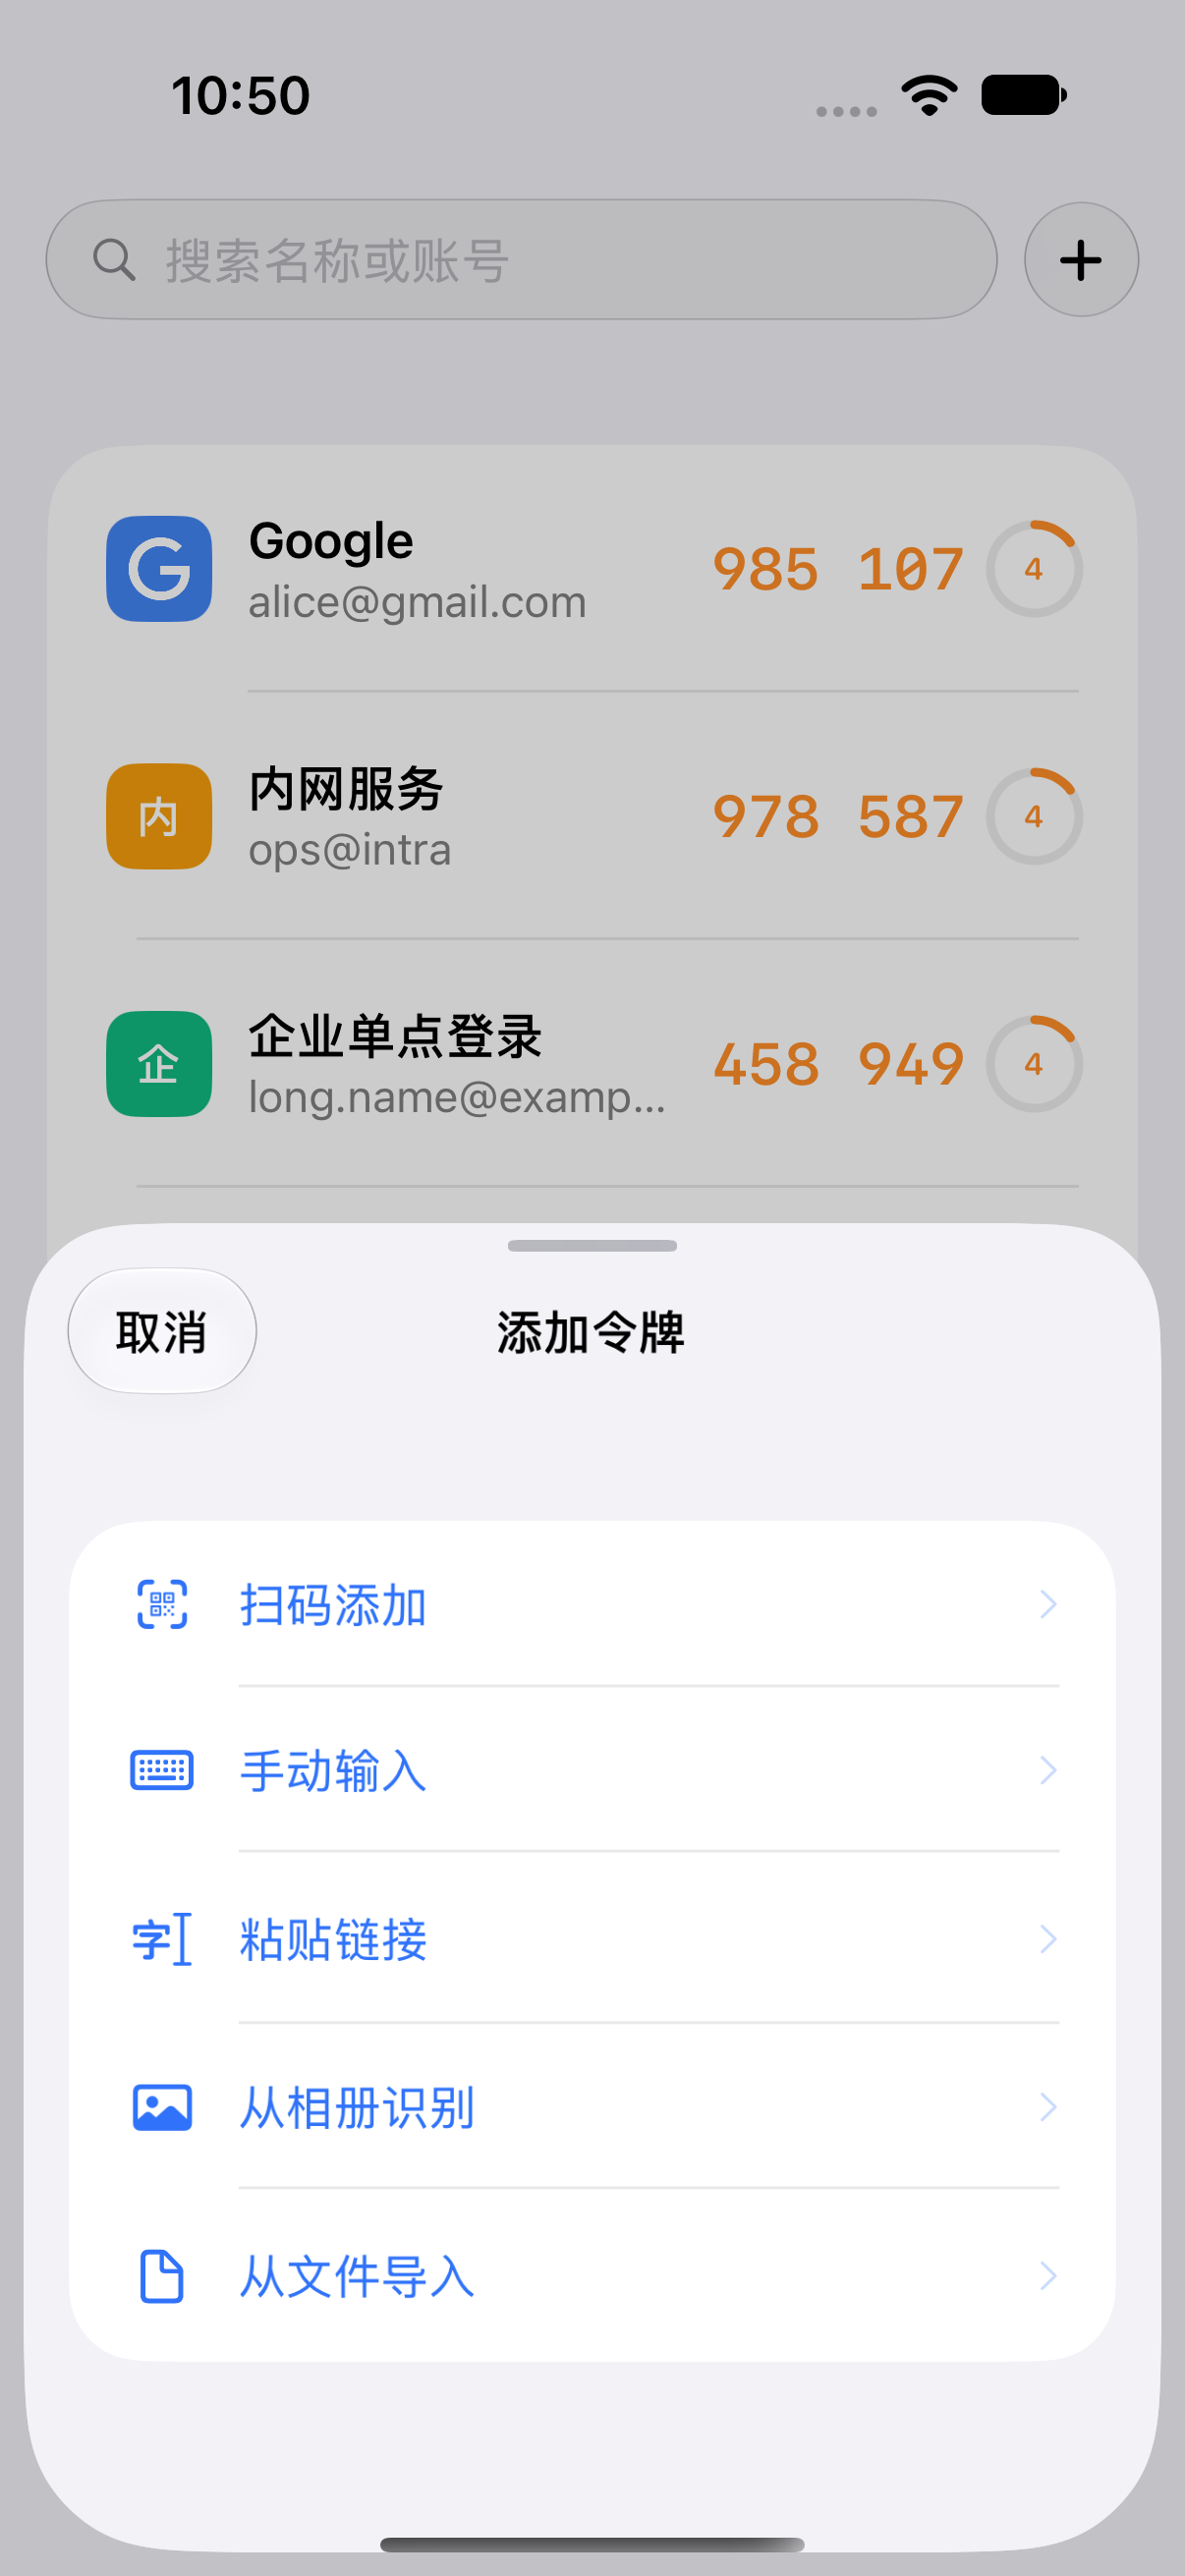 10:50
搜索名称或账号
Google
alice@gmail.com
985 107
4
内
内网服务
ops@intra
978 587
4
企
企业单点登录
long.name@examp...
458 949
4
取消
添加令牌
扫码添加
手动输入
字
粘贴链接
从相册识别
从文件导入